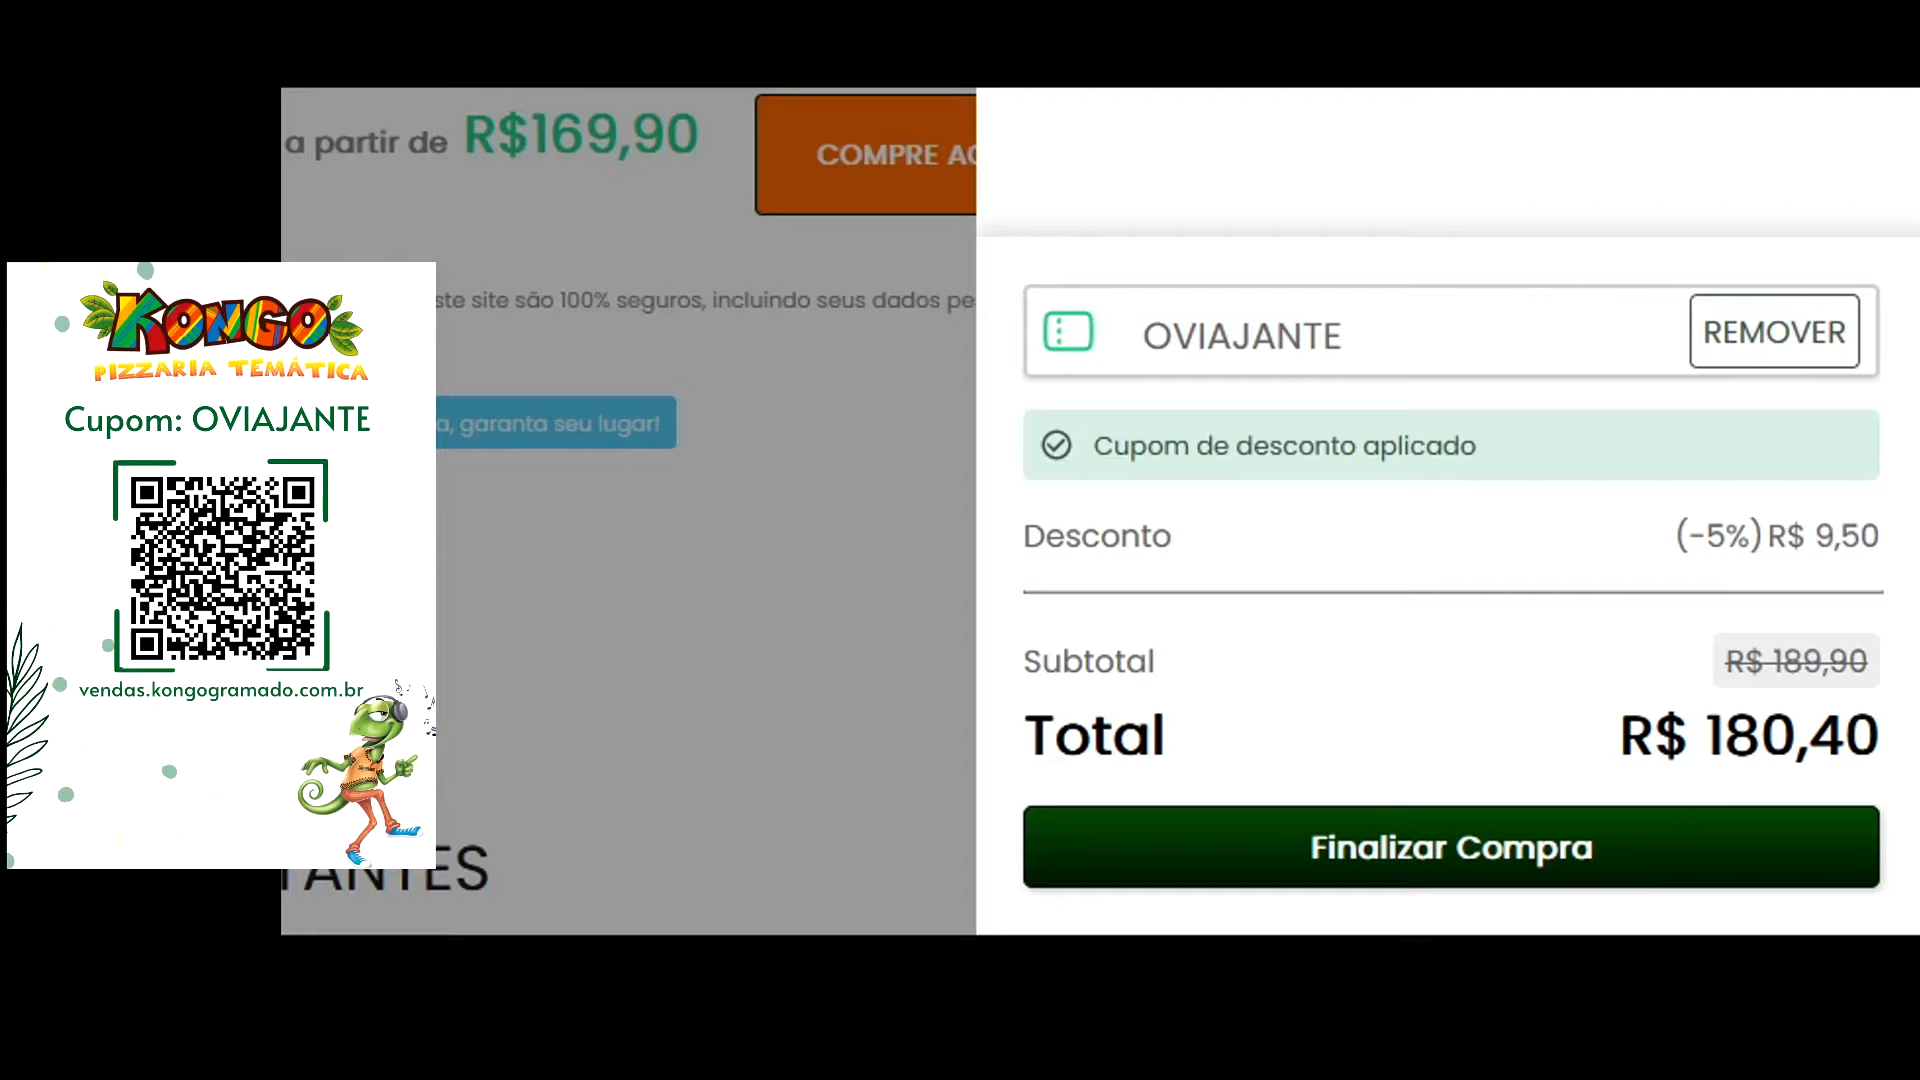 a partir de R$169,90
COMPRE
ste site são 100% seguros, incluindo seus dados
KONGO
PIZZARIA TEMÁTICA
Cupom: OVIAJANTE
vendas.kongogramado.com.br
a, garanta seu lugar!
TANTES
OVIAJANTE
REMOVER
Cupom de desconto aplicado
Desconto (-5%) R$ 9,50
Subtotal R$ 189,90
Total R$ 180,40
Finalizar Compra